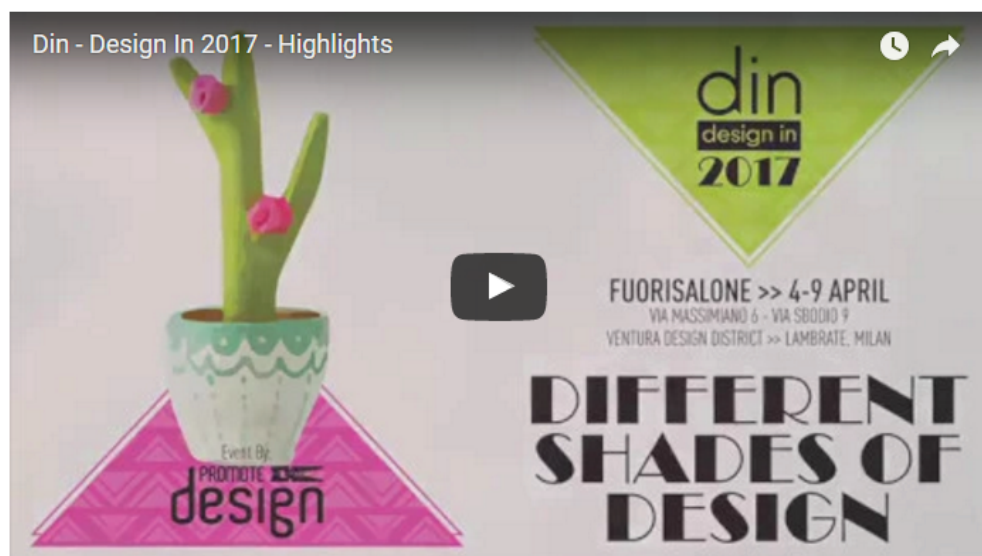 Din - Design In 2017 - Highlights
din
design in
2017
FUORISALONE >> 4-9 APRIL
VIA MASSIMIANO 6 - VIA SBODIO 9
VENTURA DESIGN DISTRICT >> LAMBRATE, MILAN
DIFFERENT
SHADES OF
DESIGN
Event By:
PROMOTE
design